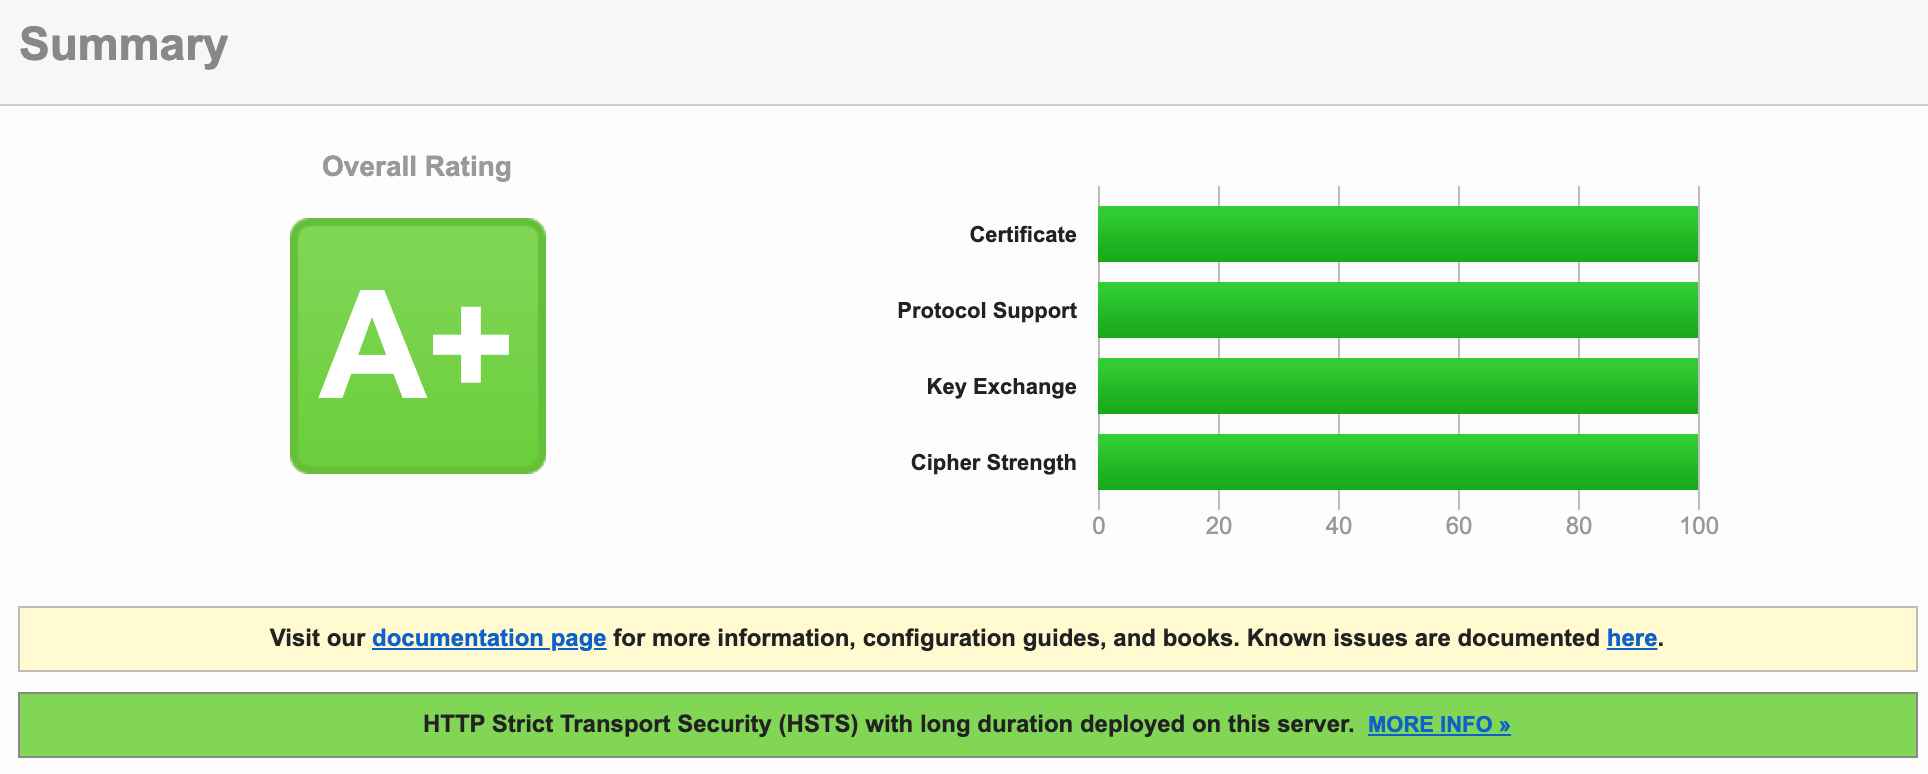 Summary
Overall Rating
A+
Certificate
Protocol Support
Key Exchange
Cipher Strength
0 20 40 60 80 100
Visit our documentation page for more information, configuration guides, and books. Known issues are documented here.
HTTP Strict Transport Security (HSTS) with long duration deployed on this server. MORE INFO »